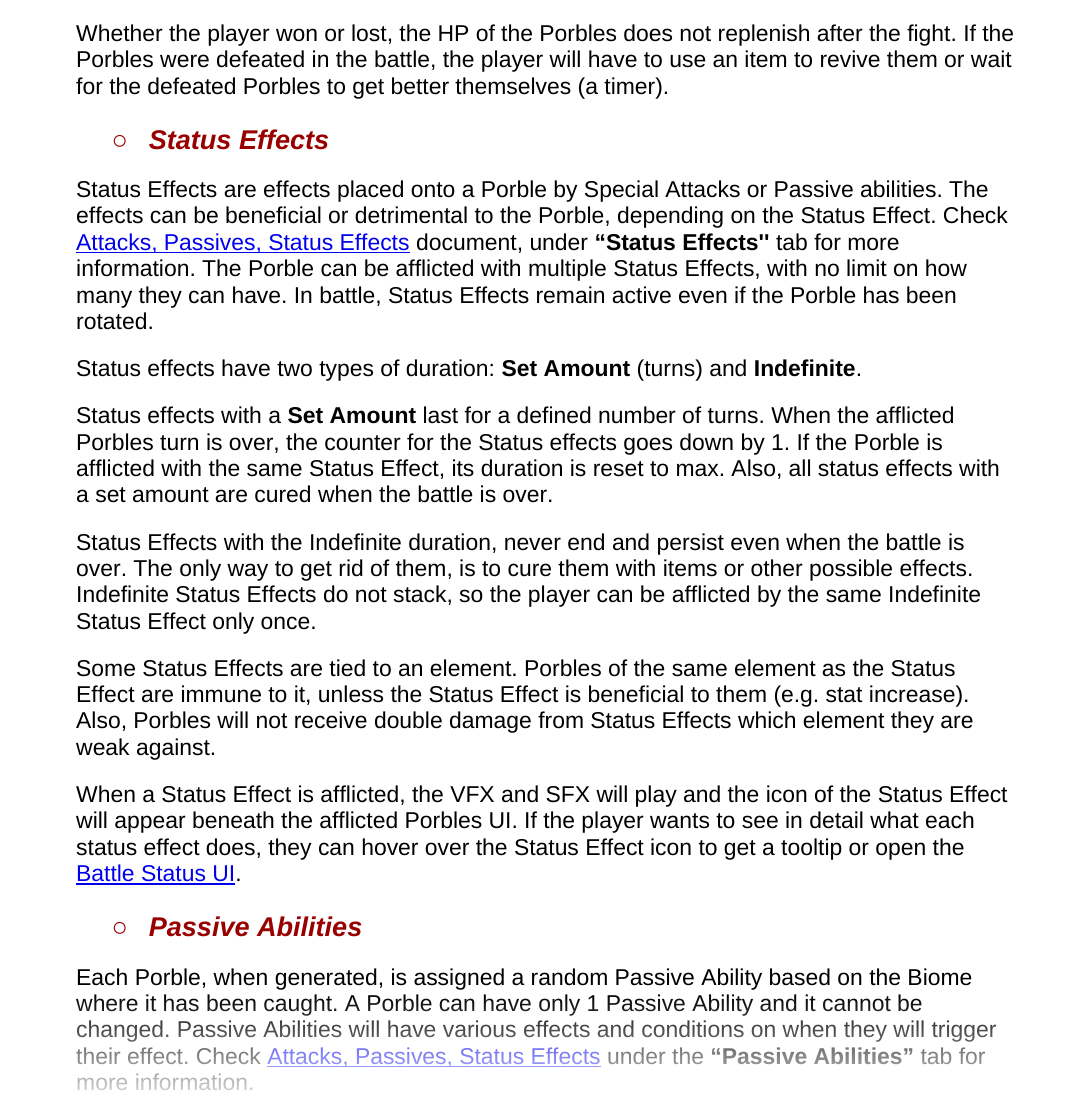 Whether the player won or lost, the HP of the Porbles does not replenish after the fight. If the
Porbles were defeated in the battle, the player will have to use an item to revive them or wait
for the defeated Porbles to get better themselves (a timer).
○ Status Effects
Status Effects are effects placed onto a Porble by Special Attacks or Passive abilities. The
effects can be beneficial or detrimental to the Porble, depending on the Status Effect. Check
Attacks, Passives, Status Effects document, under “Status Effects'' tab for more
information. The Porble can be afflicted with multiple Status Effects, with no limit on how
many they can have. In battle, Status Effects remain active even if the Porble has been
rotated.
Status effects have two types of duration: Set Amount (turns) and Indefinite.
Status effects with a Set Amount last for a defined number of turns. When the afflicted
Porbles turn is over, the counter for the Status effects goes down by 1. If the Porble is
afflicted with the same Status Effect, its duration is reset to max. Also, all status effects with
a set amount are cured when the battle is over.
Status Effects with the Indefinite duration, never end and persist even when the battle is
over. The only way to get rid of them, is to cure them with items or other possible effects.
Indefinite Status Effects do not stack, so the player can be afflicted by the same Indefinite
Status Effect only once.
Some Status Effects are tied to an element. Porbles of the same element as the Status
Effect are immune to it, unless the Status Effect is beneficial to them (e.g. stat increase).
Also, Porbles will not receive double damage from Status Effects which element they are
weak against.
When a Status Effect is afflicted, the VFX and SFX will play and the icon of the Status Effect
will appear beneath the afflicted Porbles UI. If the player wants to see in detail what each
status effect does, they can hover over the Status Effect icon to get a tooltip or open the
Battle Status UI.
○ Passive Abilities
Each Porble, when generated, is assigned a random Passive Ability based on the Biome
where it has been caught. A Porble can have only 1 Passive Ability and it cannot be
changed. Passive Abilities will have various effects and conditions on when they will trigger
their effect. Check Attacks, Passives, Status Effects under the “Passive Abilities” tab for
more information.